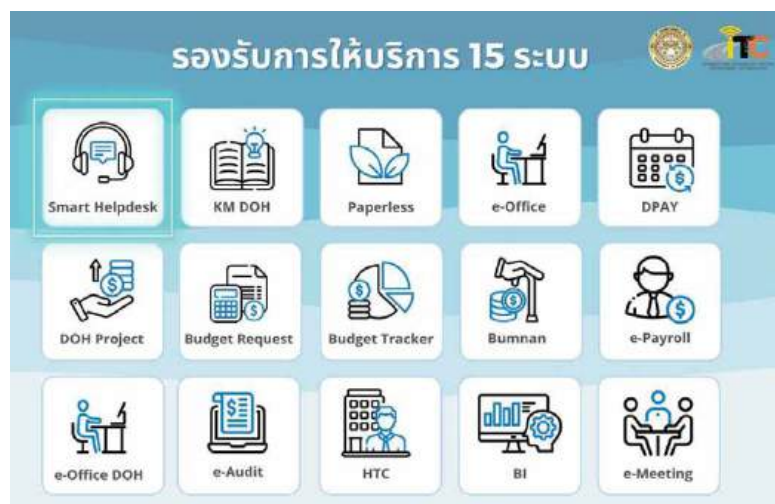 รองรับการให้บริการ 15 ระบบ
ITC
Smart Helpdesk
KM DOH
Paperless
e-Office
DPAY
DOH Project
Budget Request
Budget Tracker
Bumnan
e-Payroll
e-Office DOH
e-Audit
HTC
BI
e-Meeting